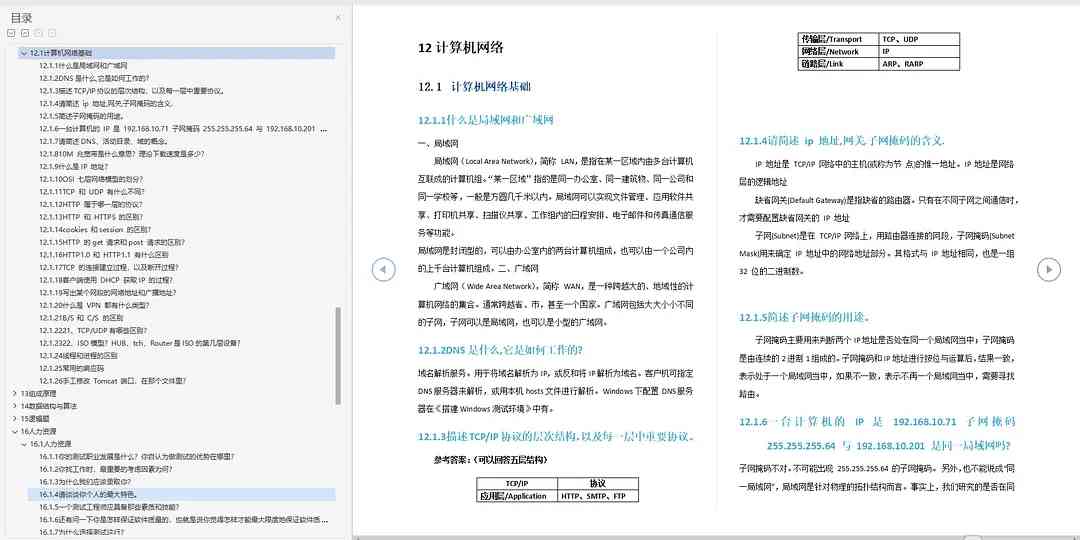 目录
12.1计算机网络基础
12.1.1什么是局域网和广域网
12.1.2DNS 是什么,它是如何工作的?
12.1.3描述TCP/IP协议的层次结构，以及每一层中重要协议。
12.1.4请简述 ip 地址,网关,子网掩码的含义.
12.1.5简述子网掩码的用途。
12.1.6一台计算机的 IP 是 192.168.10.71 子网掩码 255.255.255.64 与 192.168.10.201 ...
12.1.7请简述DNS、活动目录、域的概念。
12.1.810M 兆宽带是什么意思？理论下载速度是多少？
12.1.9什么是 IP 地址?
12.1.10OSI 七层网络模型的划分?
12.1.11TCP 和 UDP 有什么不同?
12.1.12HTTP 属于哪一层的协议?
12.1.13HTTP 和 HTTPS 的区别?
12.1.14cookies 和 session 的区别?
12.1.15HTTP 的 get 请求和 post 请求的区别?
12.1.16HTTP1.0 和 HTTP1.1 有什么区别
12.1.17TCP 的连接建立过程，以及断开过程?
12.1.18客户端使用 DHCP 获取 IP 的过程?
12.1.19写出某个网段的网络地址和广播地址?
12.1.20什么是 VPN 都有什么类型?
12.1.21B/S 和 C/S 的区别
12.1.2221、TCP/UDP有哪些区别?
12.1.2322、ISO 模型? HUB、tch、Router是 ISO 的第几层设备?
12.1.24线程和进程的区别
12.1.25常用的响应码
12.1.26手工修改 Tomcat 端口，在那个文件里?
13组成原理
14数据结构与算法
15逻辑题
16人力资源
16.1人力资源
16.1.1你的测试职业发展是什么？你自认为做测试的优势在哪里?
16.1.2你找工作时，最重要的考虑因素为何?
16.1.3为什么我们应该录取你?
16.1.4请谈谈你个人的最大特色。
16.1.5一个测试工程师应具备那些素质和技能?
16.1.6还有问一下你是怎样保证软件质量的，也就是说你觉得怎样才能最大限度地保证软件质...
16.1.7为什么选择测试这行?
12 计算机网络
12.1 计算机网络基础
12.1.1什么是局域网和广域网
一、局域网
局域网（Local Area Network），简称 LAN，是指在某一区域内由多台计算机
互联成的计算机组。“某一区域”指的是同一办公室、同一建筑物、同一公司和
同一学校等，一般是方圆几千米以内。局域网可以实现文件管理、应用软件共
享、打印机共享、扫描仪共享、工作组内的日程安排、电子邮件和传真通信服
务等功能。
局域网是封闭型的，可以由办公室内的两台计算机组成，也可以由一个公司内
的上千台计算机组成。二、广域网
广域网（ Wide Area Network），简称 WAN，是一种跨越大的、地域性的计
算机网络的集合。通常跨越省、市，甚至一个国家。广域网包括大大小小不同
的子网，子网可以是局域网，也可以是小型的广域网。
12.1.2DNS 是什么,它是如何工作的?
域名解析服务。用于将域名解析为 IP，或反和将 IP解析为域名。客户机可指定
DNS服务器来解析，或用本机 hosts 文件进行解析。Windows下配置 DNS服务
器在《搭建Windows 测试环境》中有。
12.1.3描述TCP/IP协议的层次结构，以及每一层中重要协议。
参考答案：（可以回答五层结构）
TCP/IP 协议
应用层/Application HTTP、SMTP、FTP
传输层/Transport TCP、UDP
网络层/Network IP
链路层/Link ARP、RARP
12.1.4请简述 ip 地址,网关,子网掩码的含义.
IP 地址是 TCP/IP 网络中的主机(或称为节 点)的惟一地址。IP 地址是网络
层的逻辑地址
缺省网关(Default Gateway)是指缺省的路由器。只有在不同子网之间通信时，
才需要配置缺省网关的 IP 地址
子网(Subnet)是在 TCP/IP 网络上，用路由器连接的网段，子网掩码(Subnet
Mask)用来确定 IP 地址中的网络地址部分。其格式与 IP 地址相同，也是一组
32 位的二进制数。
12.1.5简述子网掩码的用途。
子网掩码主要用来判断两个IP地址是否处在同一个局域网当中；子网掩码
是由连续的2进制1组成的。子网掩码和IP地址进行按位与运算后，结果一致，
表示处于一个局域网当中，如果不一致，表示不再一个局域网当中，需要寻找
路由。
12.1.6一台计算机的 IP 是 192.168.10.71 子网掩码
255.255.255.64 与 192.168.10.201 是同一局域网吗?
子网掩码不对。不可能出现 255.255.255.64 的子网掩码。另外，也不能说成“同
一局域网”，局域网是针对物理的拓扑结构而言。事实上，我们研究的是否在同